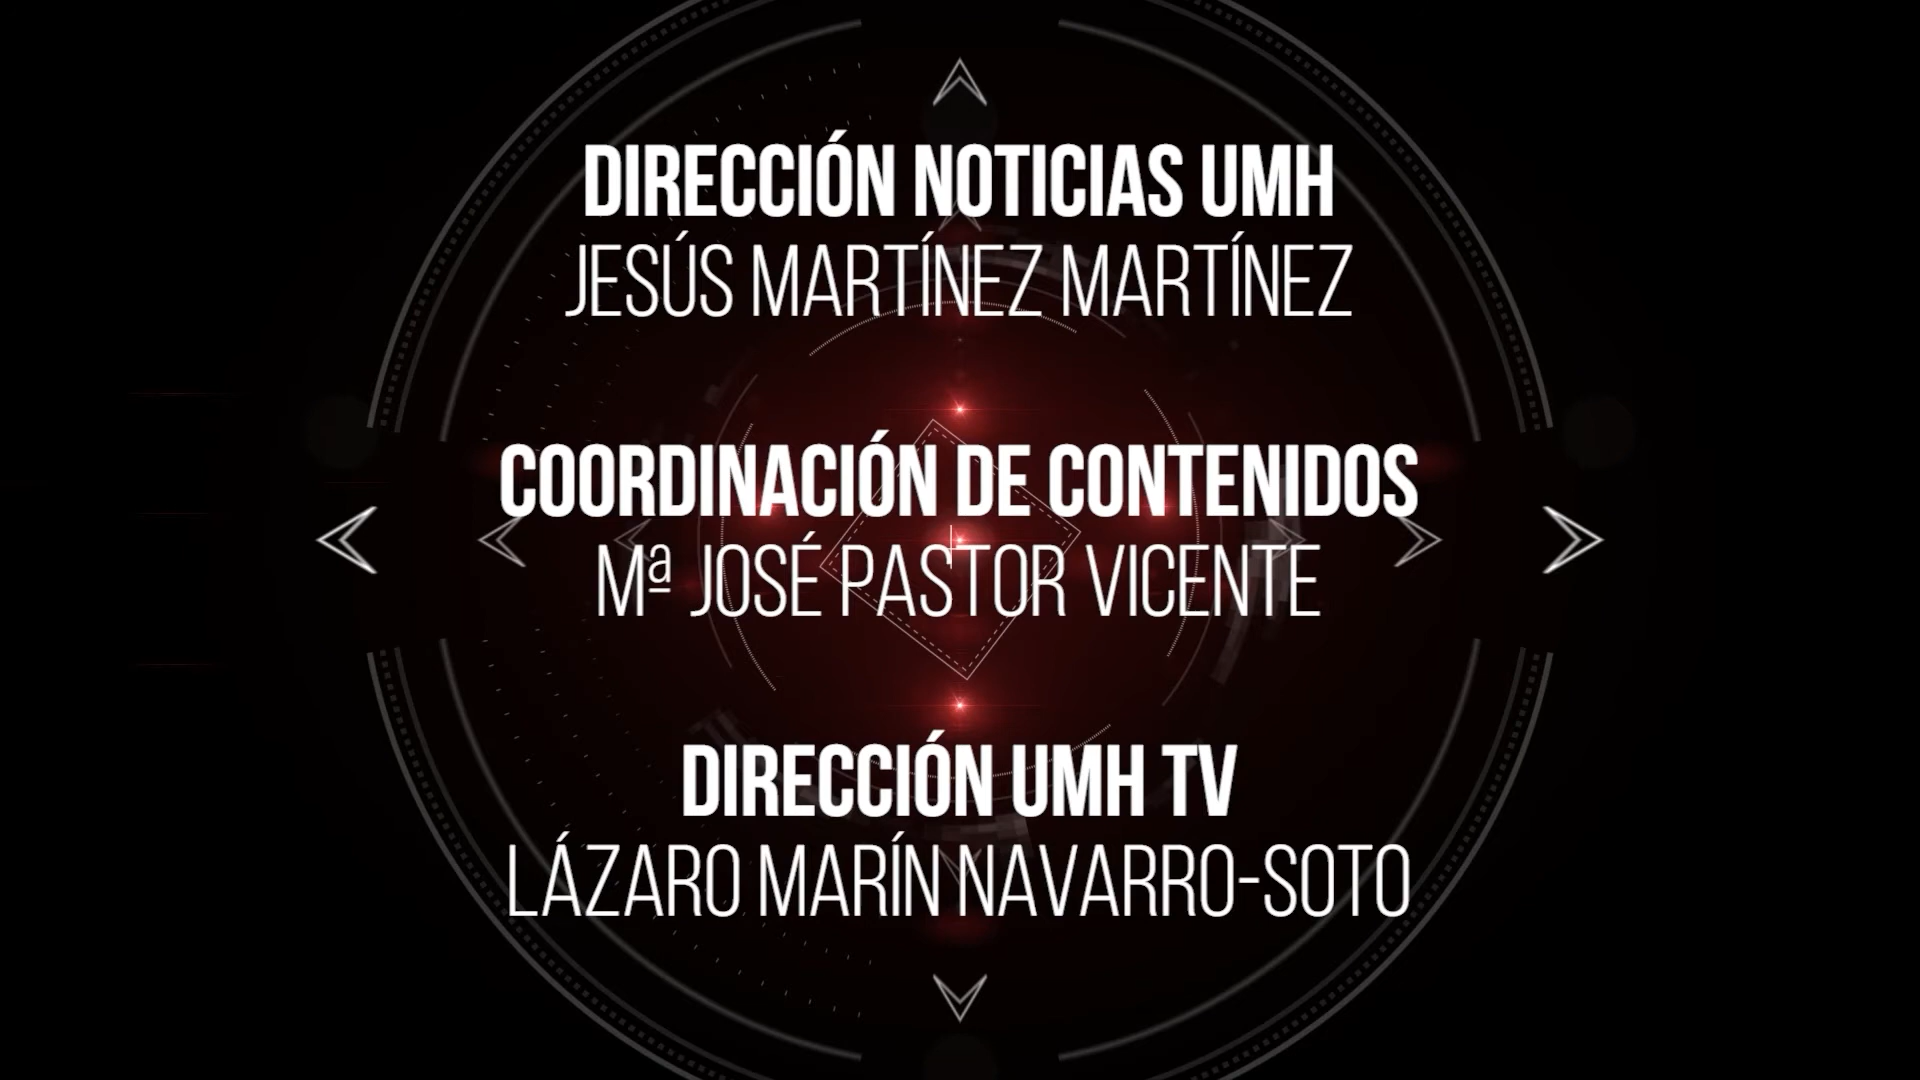 DIRECCIÓN NOTICIAS UMH
JESÚS MARTÍNEZ MARTÍNEZ
COORDINACIÓN DE CONTENIDOS
Mª JOSÉ PASTOR VICENTE
DIRECCIÓN UMH TV
LÁZARO MARÍN NAVARRO-SOTO